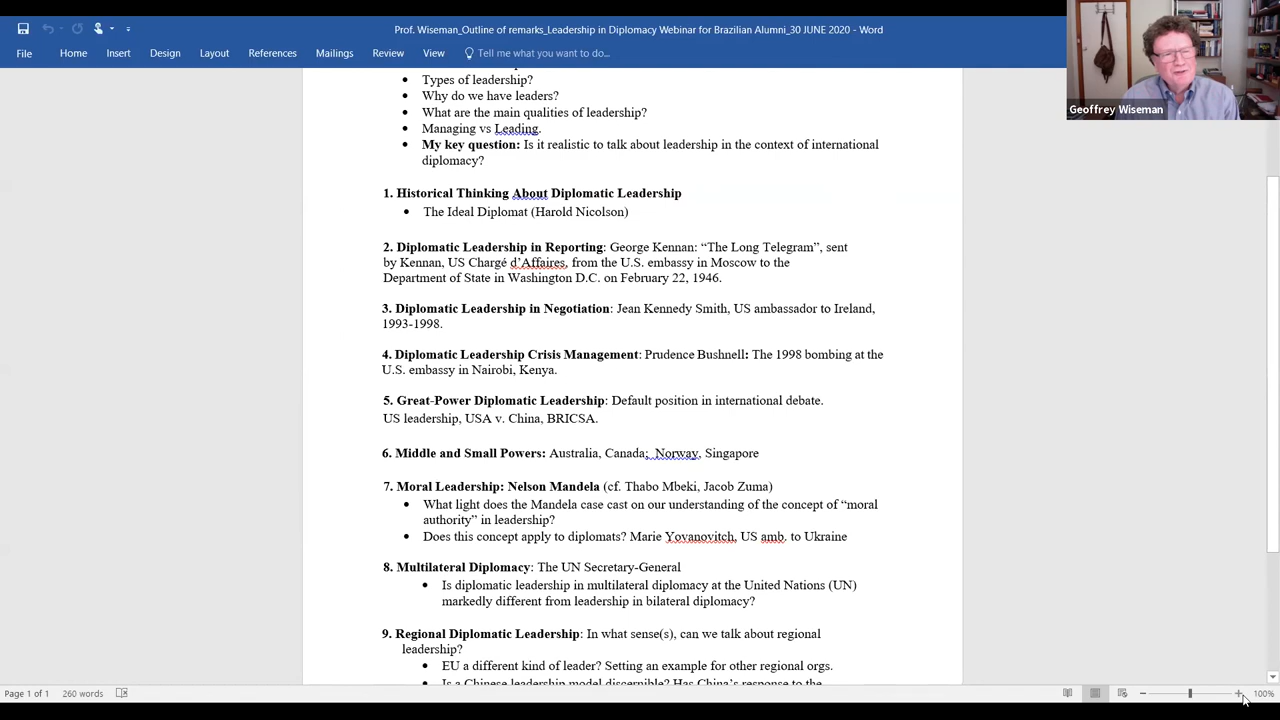 Prof. Wiseman_Outline of remarks_Leadership in Diplomacy Webinar for Brazilian Alumni_30 JUNE 2020 - Word
File Home Insert Design Layout References Mailings Review View Tell me what you want to do...
Geoffrey Wiseman
• Types of leadership?
• Why do we have leaders?
• What are the main qualities of leadership?
• Managing vs Leading.
• My key question: Is it realistic to talk about leadership in the context of international
diplomacy?
1. Historical Thinking About Diplomatic Leadership
• The Ideal Diplomat (Harold Nicolson)
2. Diplomatic Leadership in Reporting: George Kennan: “The Long Telegram”, sent
by Kennan, US Chargé d’Affaires, from the U.S. embassy in Moscow to the
Department of State in Washington D.C. on February 22, 1946.
3. Diplomatic Leadership in Negotiation: Jean Kennedy Smith, US ambassador to Ireland,
1993-1998.
4. Diplomatic Leadership Crisis Management: Prudence Bushnell: The 1998 bombing at the
U.S. embassy in Nairobi, Kenya.
5. Great-Power Diplomatic Leadership: Default position in international debate.
US leadership, USA v. China, BRICSA.
6. Middle and Small Powers: Australia, Canada; Norway, Singapore
7. Moral Leadership: Nelson Mandela (cf. Thabo Mbeki, Jacob Zuma)
• What light does the Mandela case cast on our understanding of the concept of “moral
authority” in leadership?
• Does this concept apply to diplomats? Marie Yovanovitch, US amb. to Ukraine
8. Multilateral Diplomacy: The UN Secretary-General
• Is diplomatic leadership in multilateral diplomacy at the United Nations (UN)
markedly different from leadership in bilateral diplomacy?
9. Regional Diplomatic Leadership: In what sense(s), can we talk about regional
leadership?
• EU a different kind of leader? Setting an example for other regional orgs.
• Is a Chinese leadership model discernible? Has China’s response to the
Page 1 of 1 260 words 100%